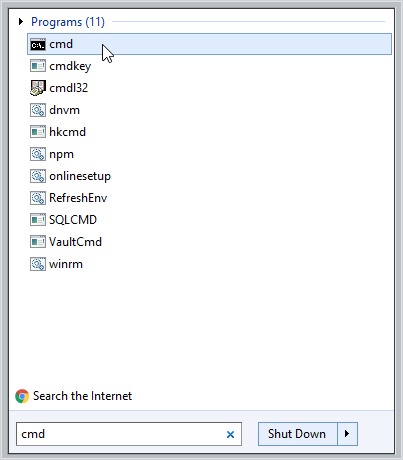 Programs (11)
cmd
cmdkey
cmdl32
dnvm
hkcmd
npm
onlinesetup
RefreshEnv
SQLCMD
VaultCmd
winrm
Search the Internet
cmd
Shut Down